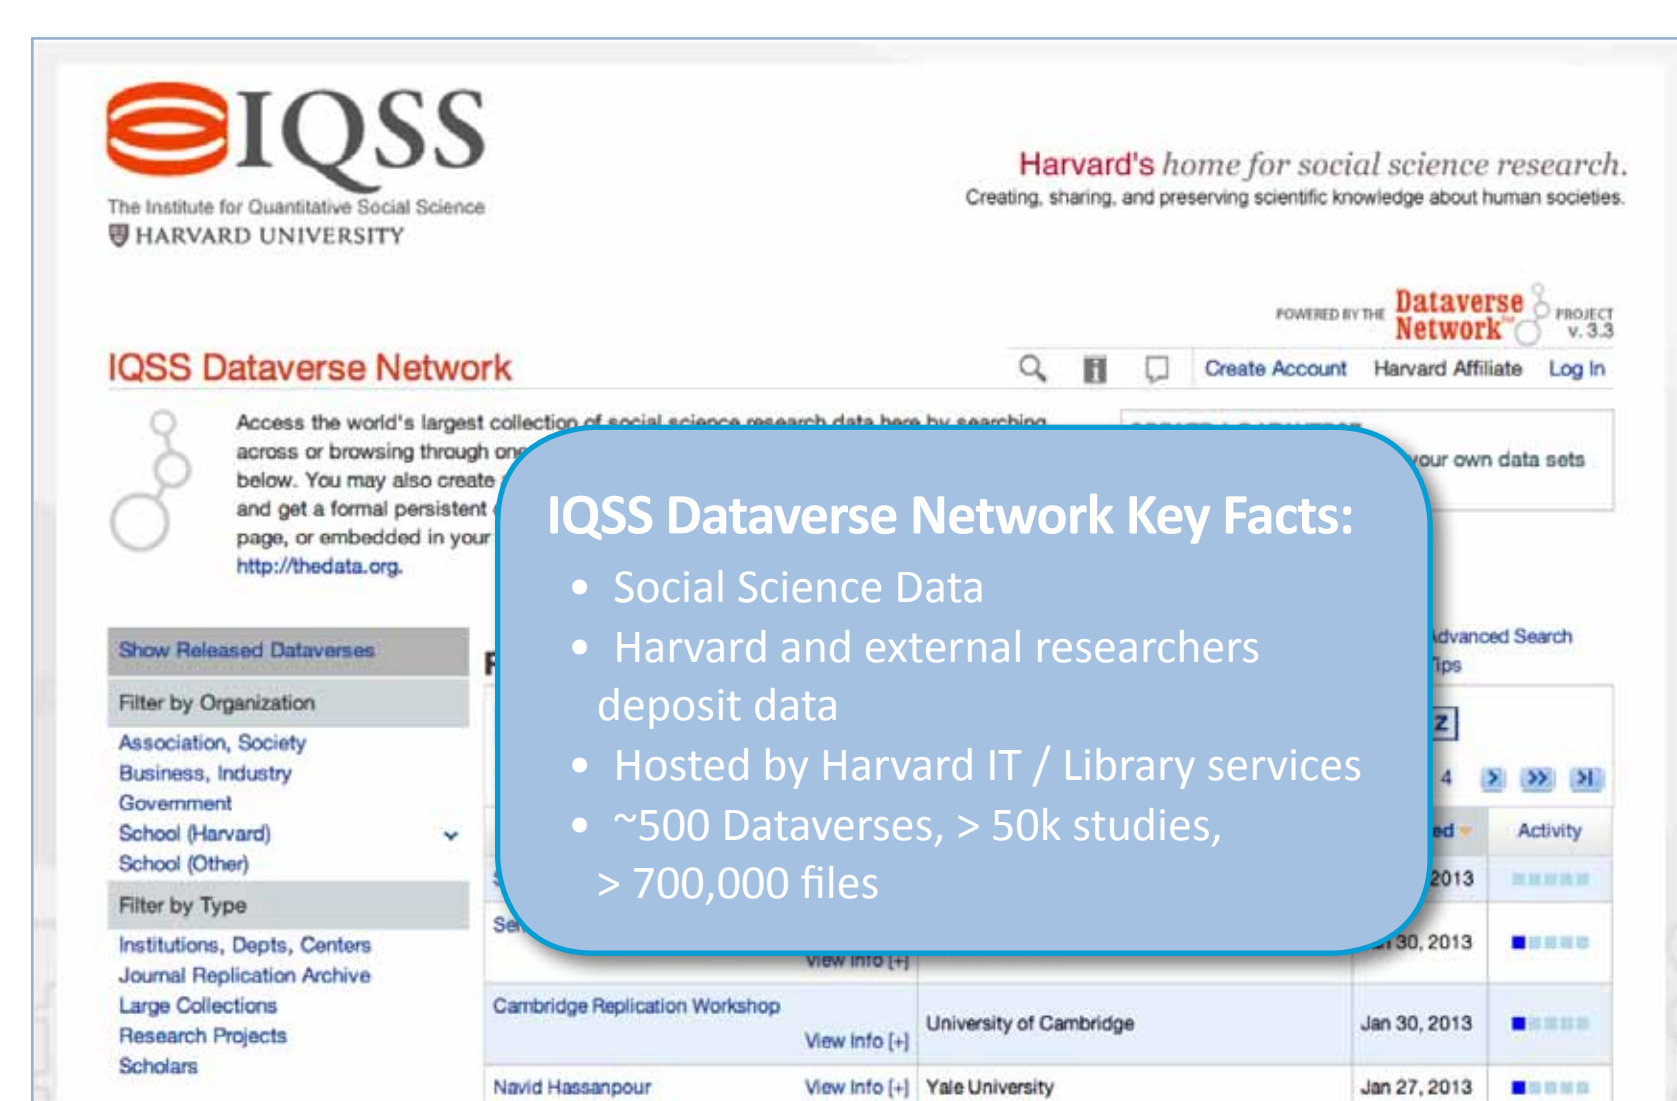 IQSS
The Institute for Quantitative Social Science
HARVARD UNIVERSITY
Harvard's home for social science research.
Creating, sharing, and preserving scientific knowledge about human societies.
POWERED BY THE Dataverse Network™ PROJECT v. 3.3
IQSS Dataverse Network
Create Account Harvard Affiliate Log In
Access the world's largest collection of social science research data here by searching
across or browsing through one
below. You may also create
and get a formal persistent
page, or embedded in your
http://thedata.org.
your own data sets
IQSS Dataverse Network Key Facts:
• Social Science Data
• Harvard and external researchers
deposit data
• Hosted by Harvard IT / Library services
• ~500 Dataverses, > 50k studies,
> 700,000 files
Show Released Dataverses
Filter by Organization
Association, Society
Business, Industry
Government
School (Harvard)
School (Other)
Filter by Type
Institutions, Depts, Centers
Journal Replication Archive
Large Collections
Research Projects
Scholars
Advanced Search
Tips
Z
4 > >> >|
Activity
2013
View Info [+]
30, 2013
Cambridge Replication Workshop
View Info [+] University of Cambridge Jan 30, 2013
Navid Hassanpour View Info [+] Yale University Jan 27, 2013